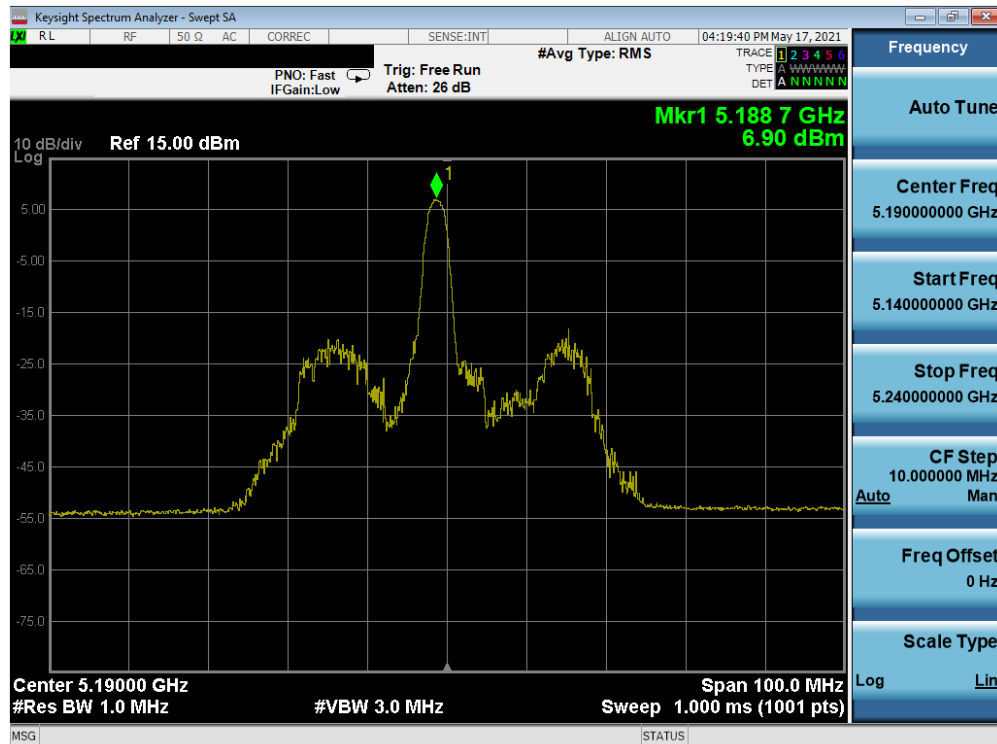 Keysight Spectrum Analyzer - Swept SA
LXI RL RF 50 Ω AC CORREC SENSE:INT ALIGN AUTO 04:19:40 PM May 17, 2021
Frequency
#Avg Type: RMS
TRACE 1 2 3 4 5 6
TYPE A WWWWW
DET A N N N N N
PNO: Fast
IFGain:Low
Trig: Free Run
Atten: 26 dB
Auto Tune
Mkr1 5.188 7 GHz
6.90 dBm
10 dB/div
Log
Ref 15.00 dBm
1
5.00
-5.00
-15.0
-25.0
-35.0
-45.0
-55.0
-65.0
-75.0
Center Freq
5.190000000 GHz
Start Freq
5.140000000 GHz
Stop Freq
5.240000000 GHz
CF Step
10.000000 MHz
Auto Man
Freq Offset
0 Hz
Scale Type
Log Lin
Center 5.19000 GHz
Span 100.0 MHz
#Res BW 1.0 MHz
#VBW 3.0 MHz
Sweep 1.000 ms (1001 pts)
MSG
STATUS